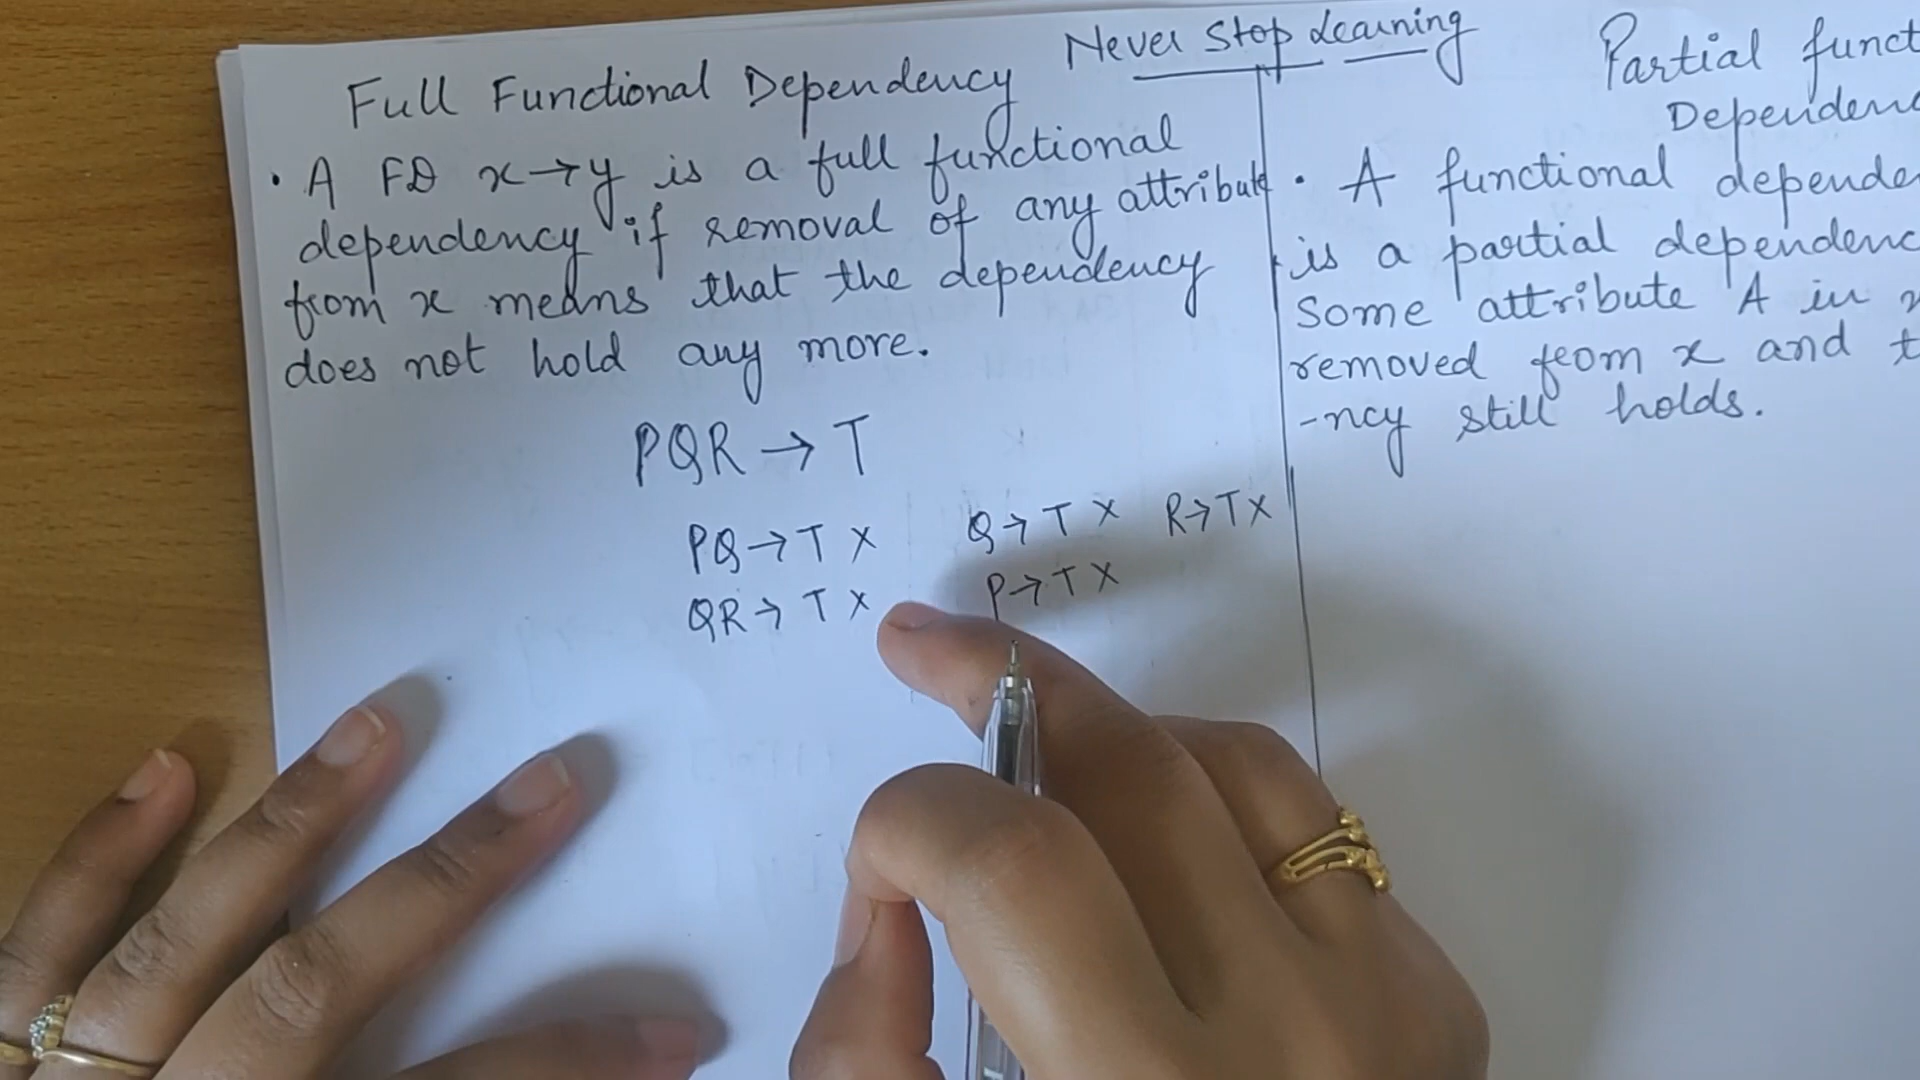 Never Stop Learning
Full Functional Dependency
• A FD x→y is a full functional
dependency if removal of any attribute
from x means that the dependency
does not hold any more.
PQR → T
PQ → T X
QR → T X
Q → T X R → T X
P → T X
Partial funct
Dependenc
• A functional depende
is a partial dependenc
Some attribute A in
removed from x and t
-ncy still holds.